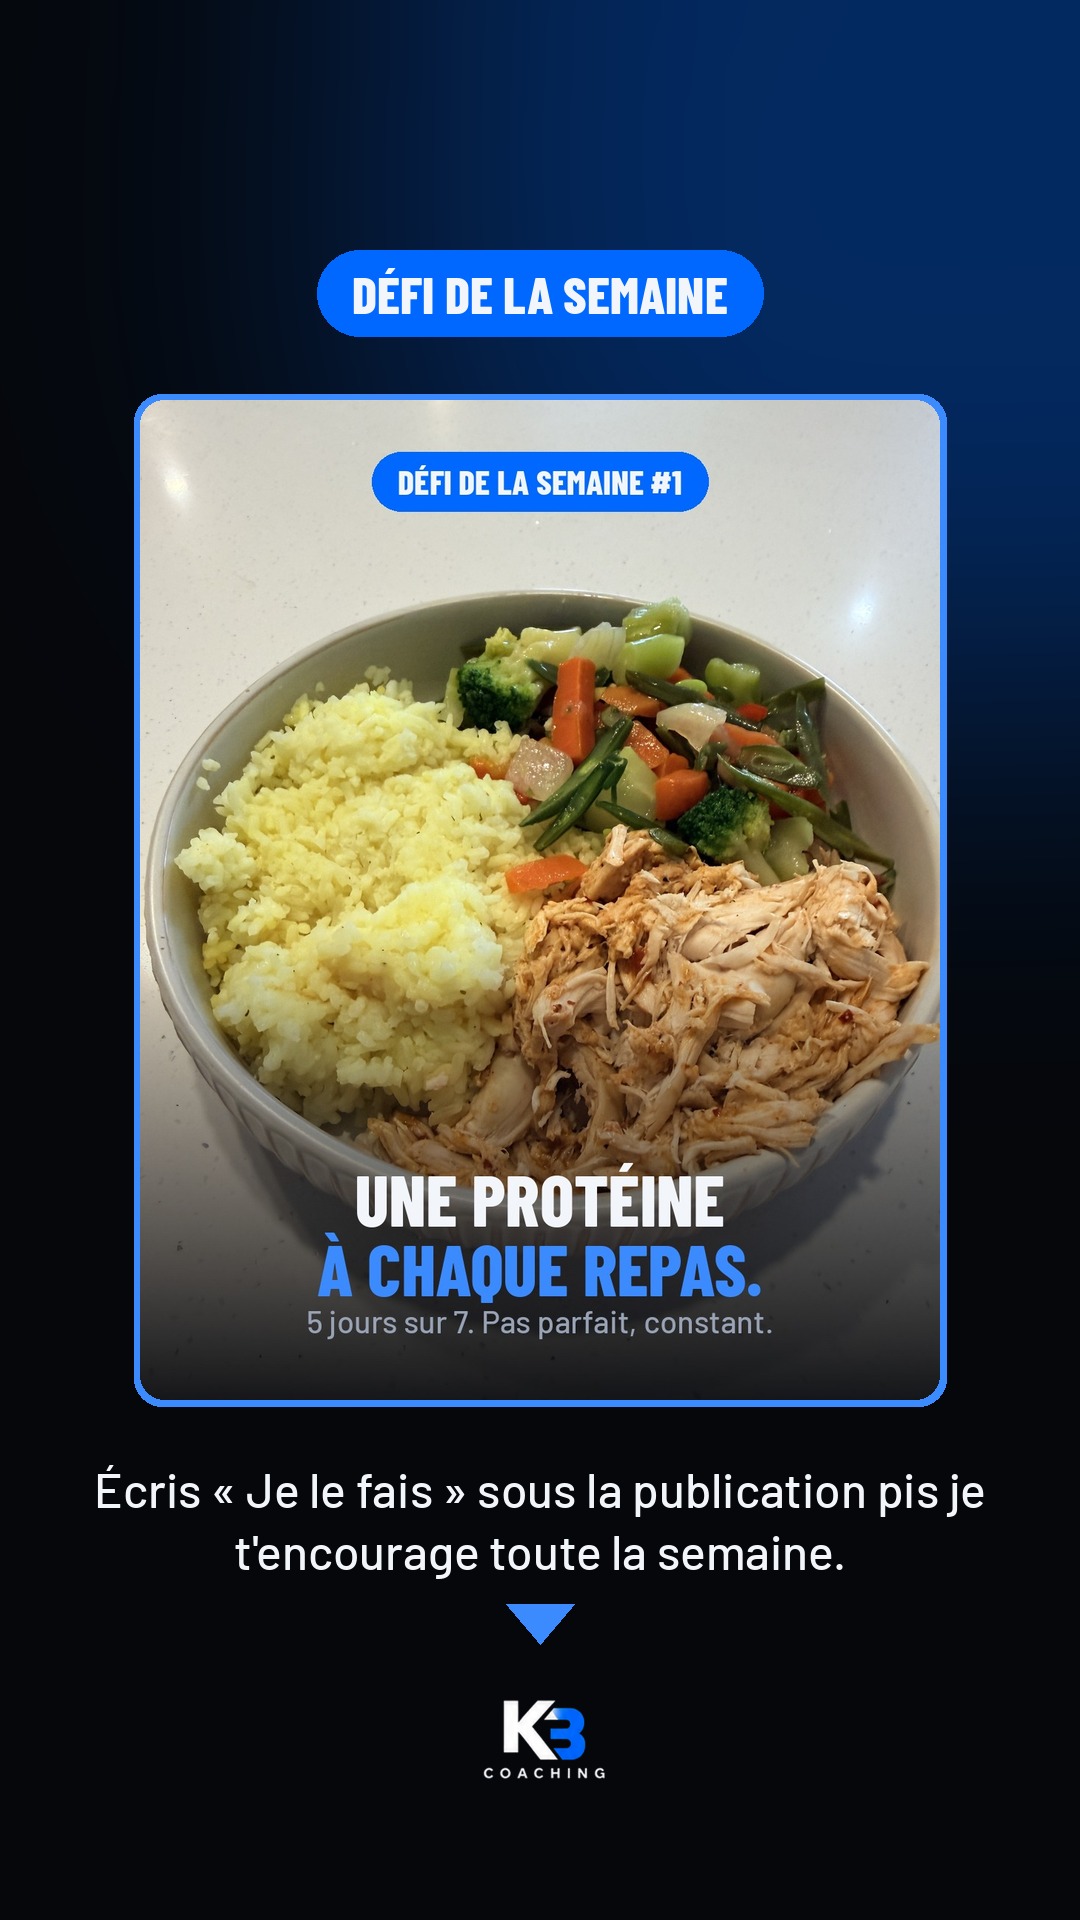 DÉFI DE LA SEMAINE
DÉFI DE LA SEMAINE #1
UNE PROTÉINE
À CHAQUE REPAS.
5 jours sur 7. Pas parfait, constant.
Écris « Je le fais » sous la publication pis je
t'encourage toute la semaine.
KB
COACHING